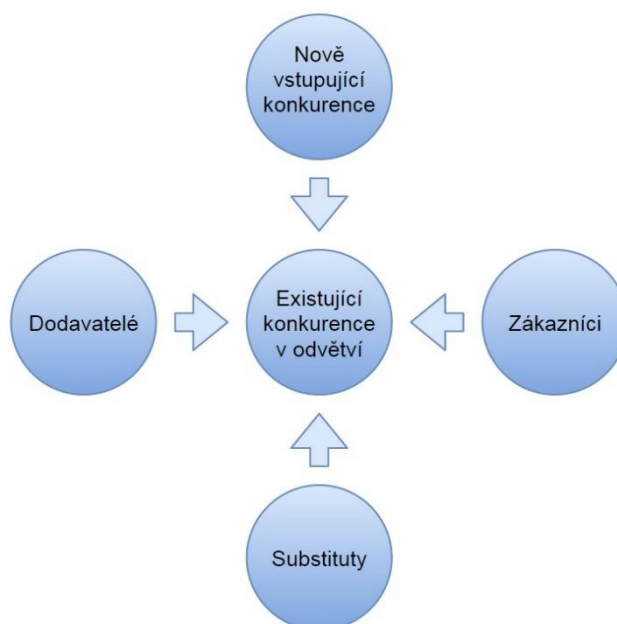 Nově
vstupující
konkurence
Dodavatelé
Existující
konkurence
v odvětví
Zákazníci
Substituty